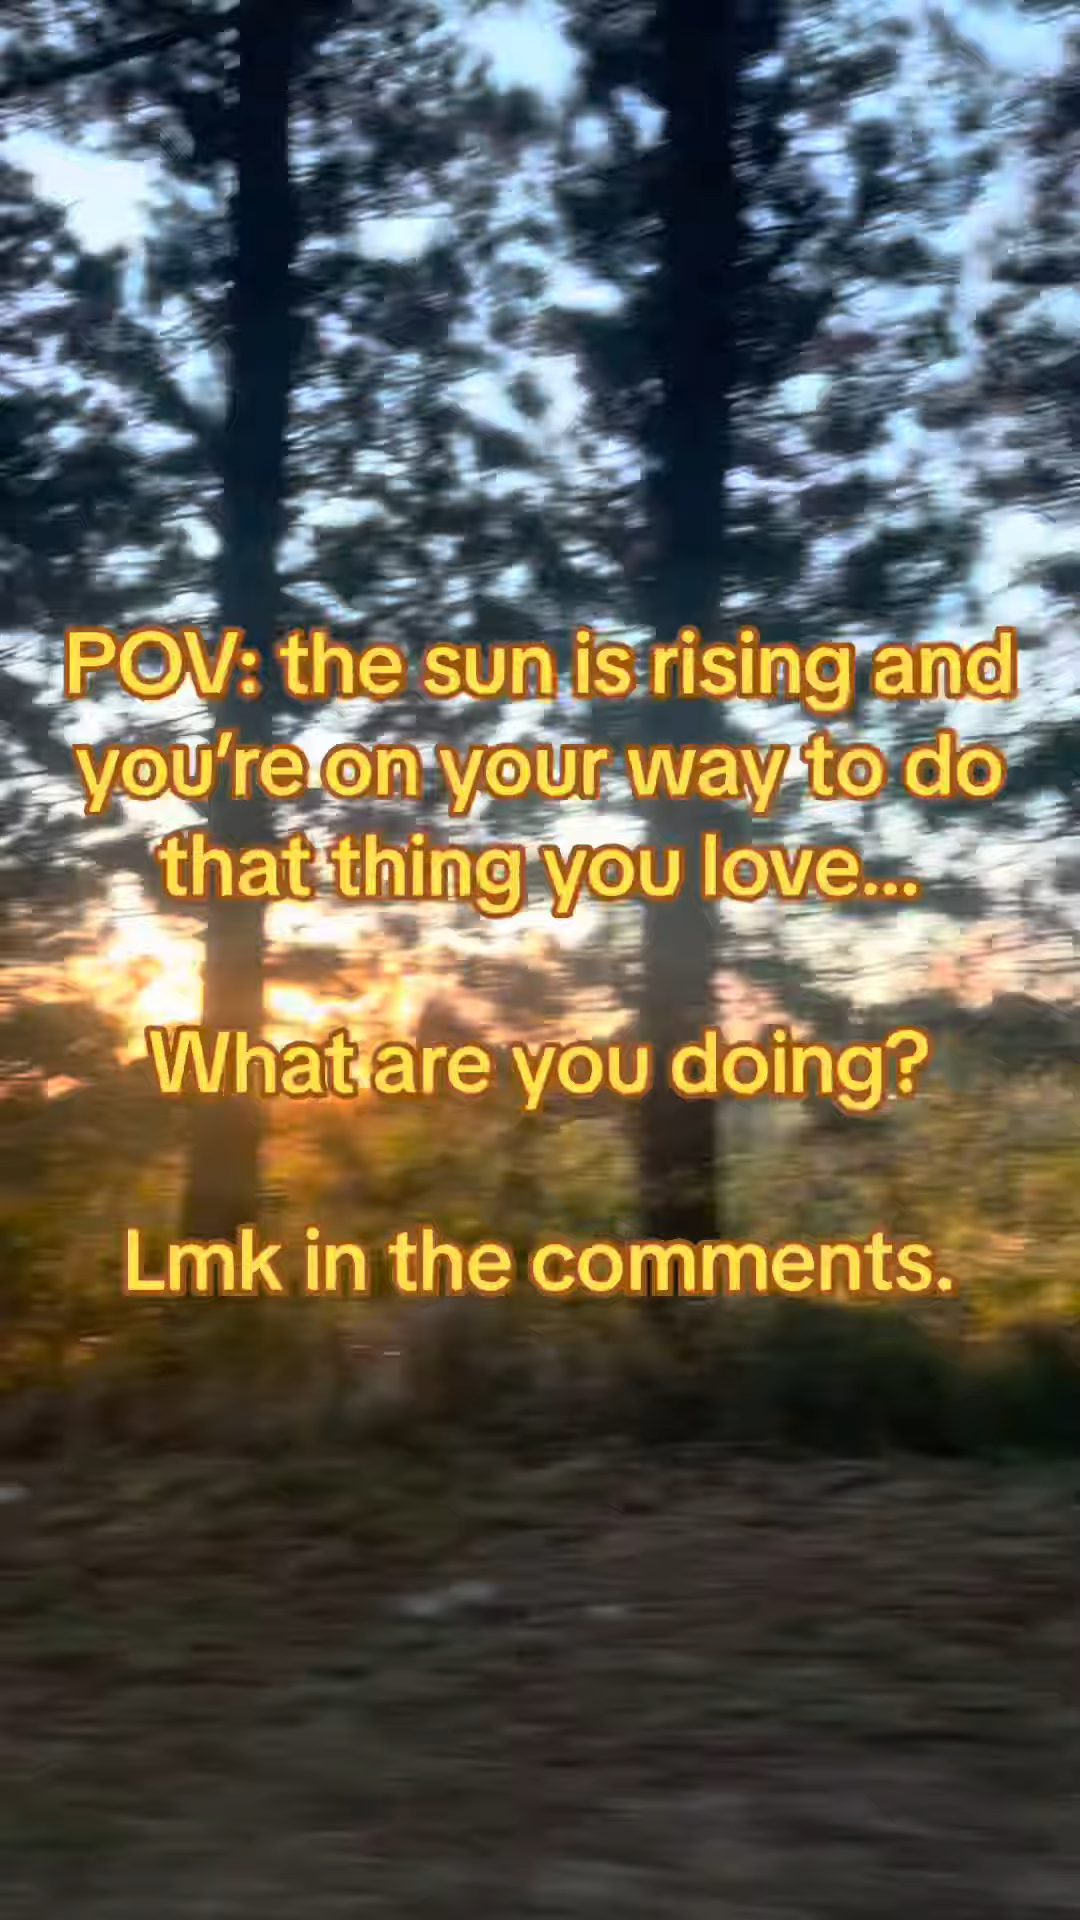 POV: the sun is rising and
you’re on your way to do
that thing you love...
What are you doing?
Lmk in the comments.